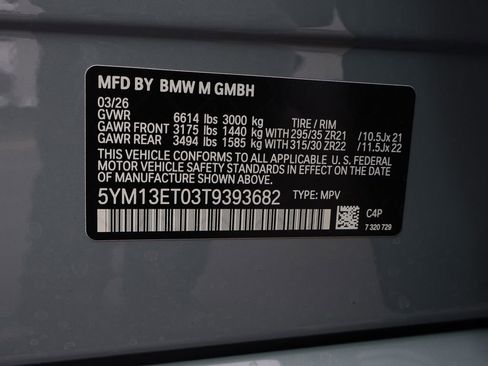 MFD BY BMW M GMBH
03/26
GVWR 6614 lbs 3000 kg TIRE / RIM
GAWR FRONT 3175 lbs 1440 kg WITH 295/35 ZR21 /10.5Jx 21
GAWR REAR 3494 lbs 1585 kg WITH 315/30 ZR22 /11.5Jx 22
THIS VEHICLE CONFORMS TO ALL APPLICABLE U. S. FEDERAL
MOTOR VEHICLE SAFETY STANDARDS IN EFFECT ON THE DATE
OF MANUFACTURE SHOWN ABOVE.
5YM13ET03T9393682 TYPE: MPV
C4P
7 320 729